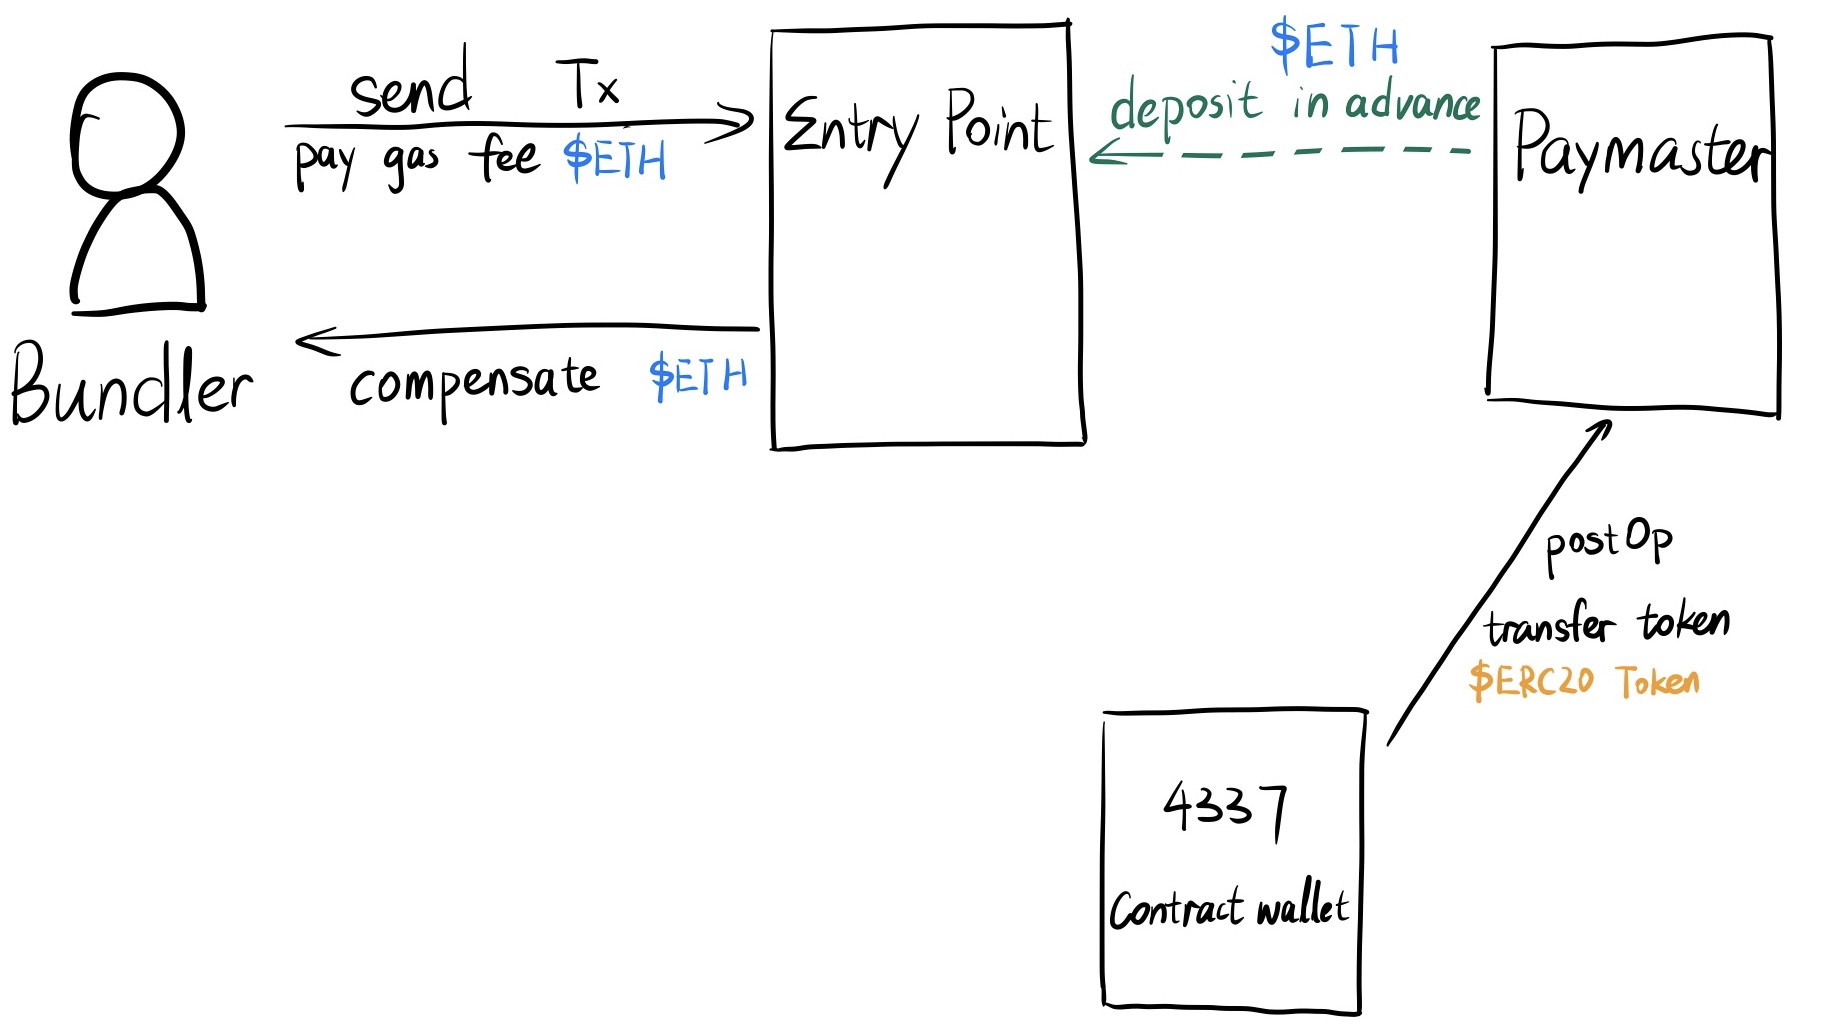 send Tx
pay gas fee $ETH
Bundler
compensate $ETH
Entry Point
$ETH
deposit in advance
Paymaster
postOp
transfer token
$ERC20 Token
4337
Contract wallet